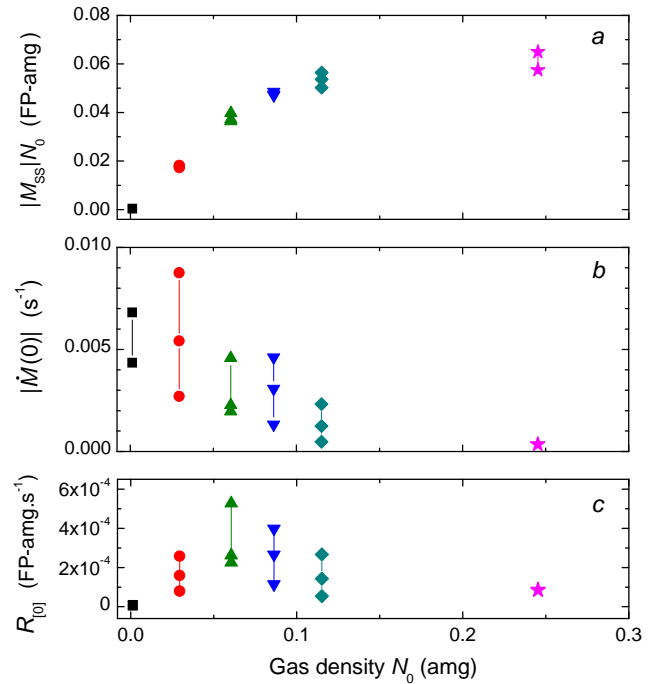 0.08
a
0.06
0.04
0.02
0.00
|M_SS|N_0 (FP-amg)
0.010
b
0.005
0.000
|Ṁ(0)| (s⁻¹)
6x10⁻⁴
c
4x10⁻⁴
2x10⁻⁴
0
R_[0] (FP-amg.s⁻¹)
0.0 0.1 0.2 0.3
Gas density N_0 (amg)